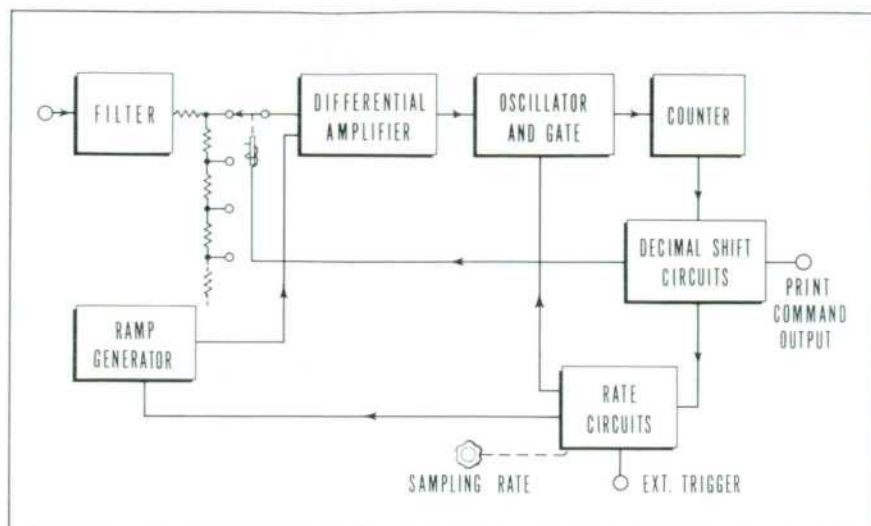 FILTER
DIFFERENTIAL
AMPLIFIER
OSCILLATOR
AND GATE
COUNTER
DECIMAL SHIFT
CIRCUITS
PRINT
COMMAND
OUTPUT
RAMP
GENERATOR
RATE
CIRCUITS
SAMPLING RATE
EXT. TRIGGER